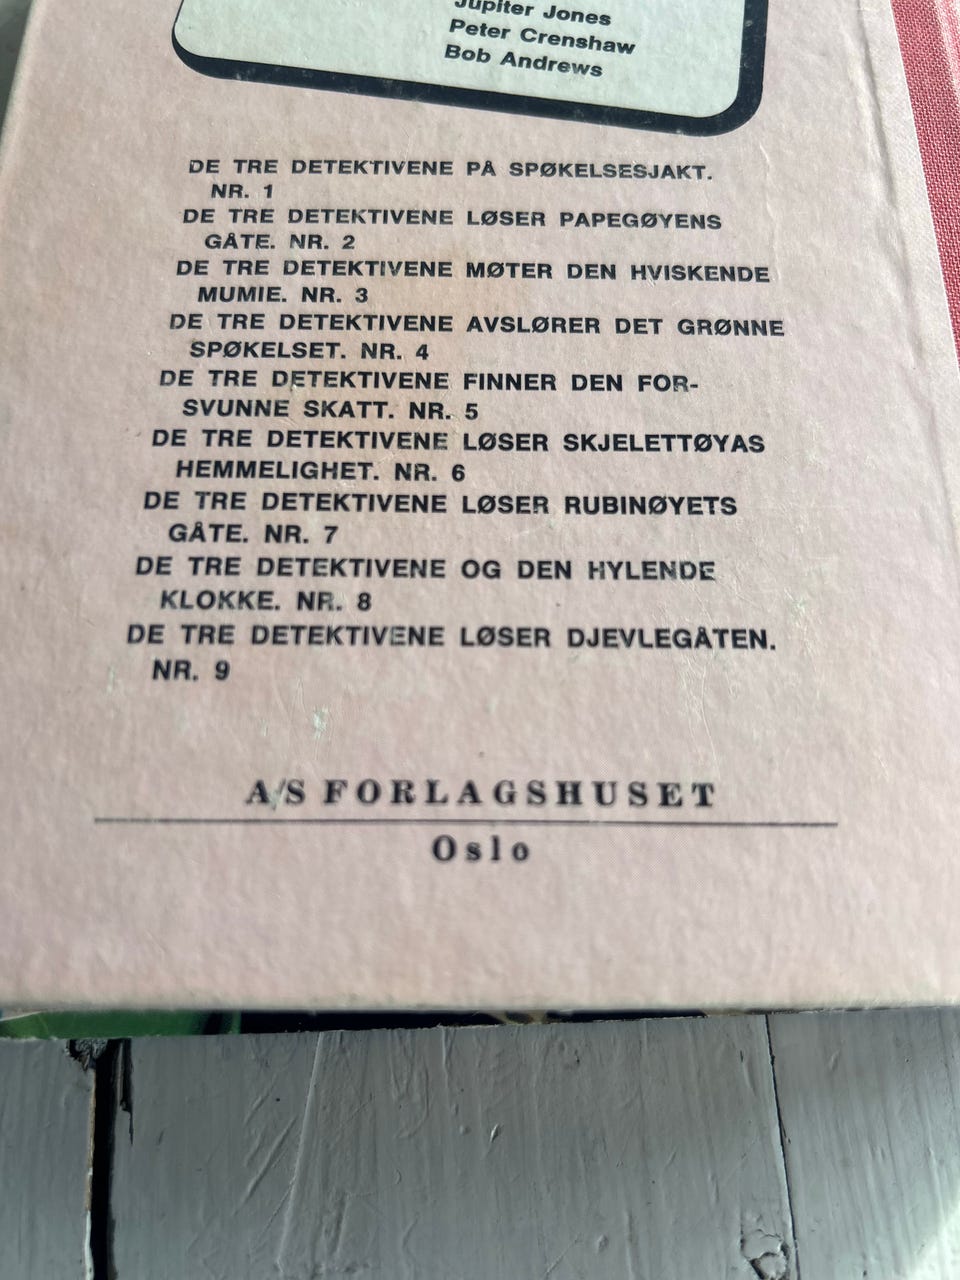 Jupiter Jones
Peter Crenshaw
Bob Andrews
DE TRE DETEKTIVENE PÅ SPØKELSESJAKT.
NR. 1
DE TRE DETEKTIVENE LØSER PAPEGØYENS
GÅTE. NR. 2
DE TRE DETEKTIVENE MØTER DEN HVISKENDE
MUMIE. NR. 3
DE TRE DETEKTIVENE AVSLØRER DET GRØNNE
SPØKELSET. NR. 4
DE TRE DETEKTIVENE FINNER DEN FOR-
SVUNNE SKATT. NR. 5
DE TRE DETEKTIVENE LØSER SKJELETTØYAS
HEMMELIGHET. NR. 6
DE TRE DETEKTIVENE LØSER RUBINØYETS
GÅTE. NR. 7
DE TRE DETEKTIVENE OG DEN HYLENDE
KLOKKE. NR. 8
DE TRE DETEKTIVENE LØSER DJEVLEGÅTEN.
NR. 9
A/S FORLAGSHUSET
Oslo